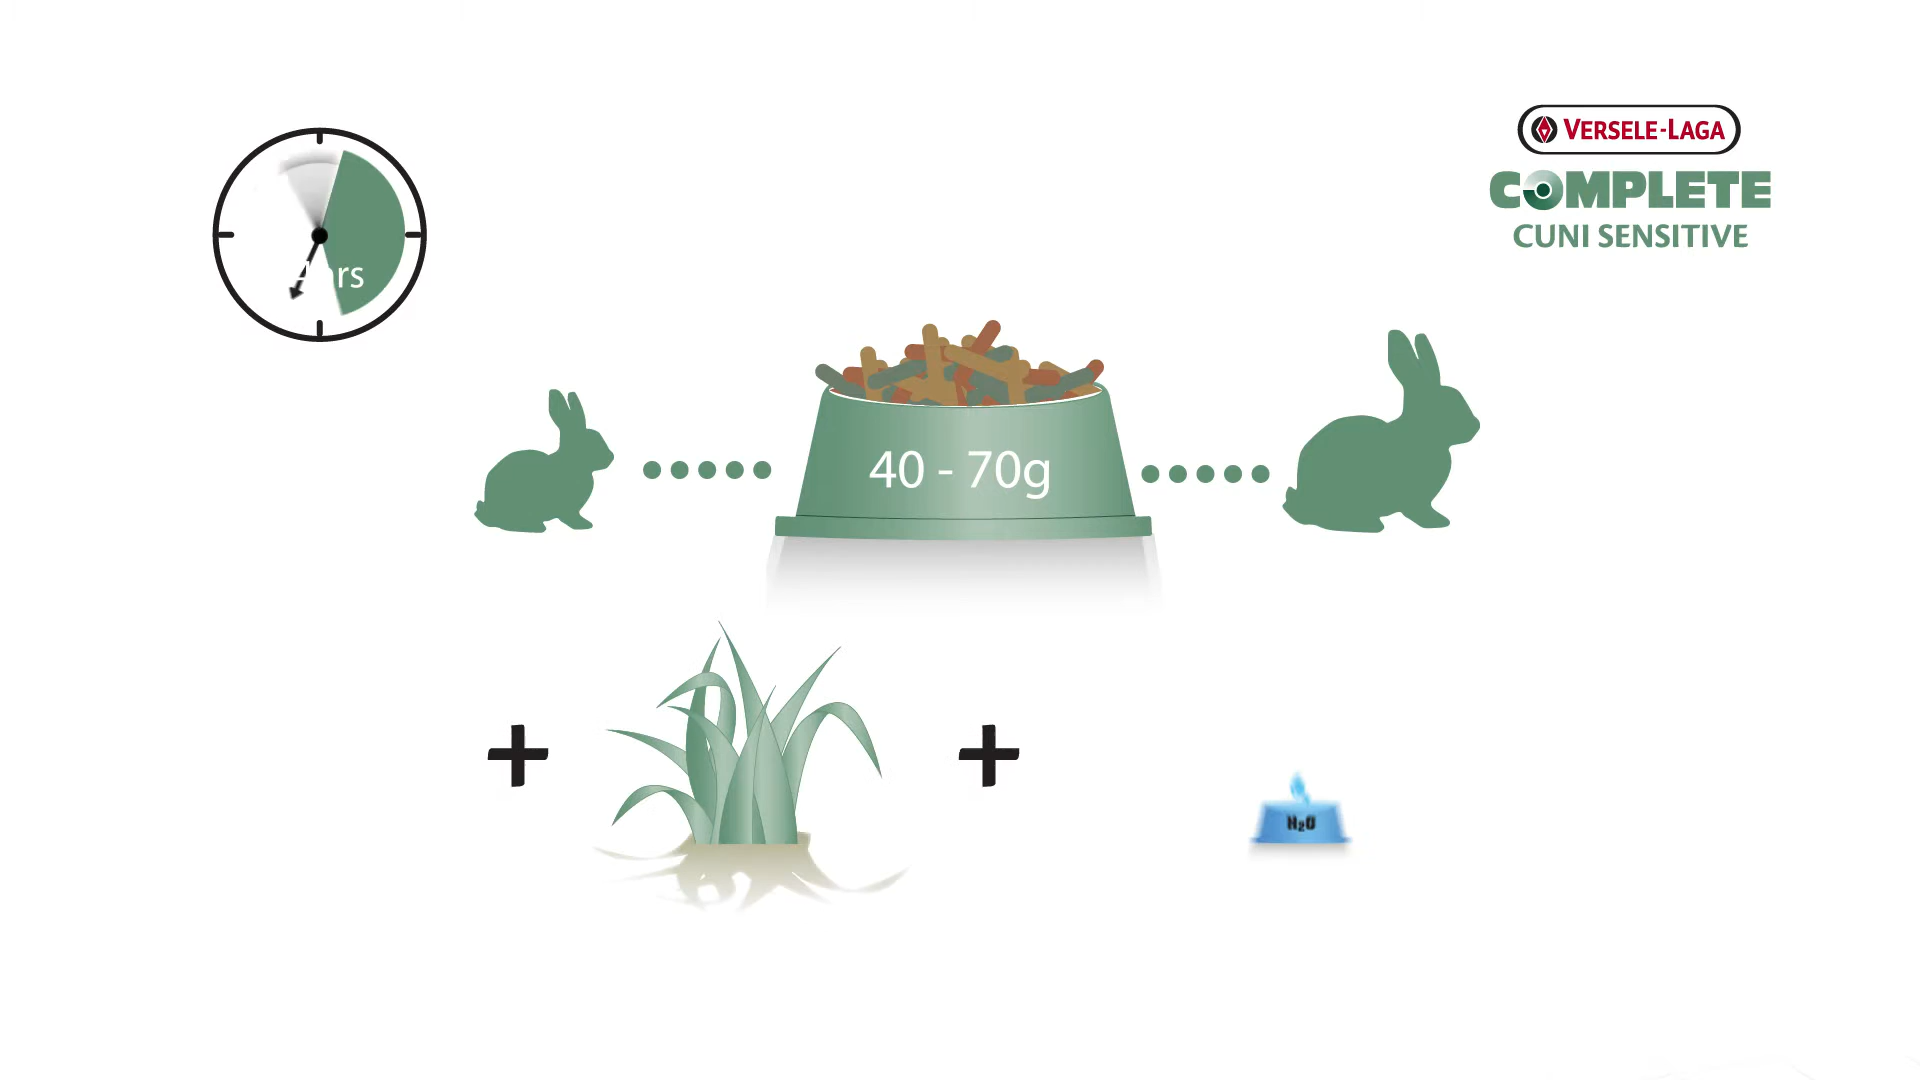 VERSELE-LAGA
COMPLETE
CUNI SENSITIVE
40 - 70g
H₂O